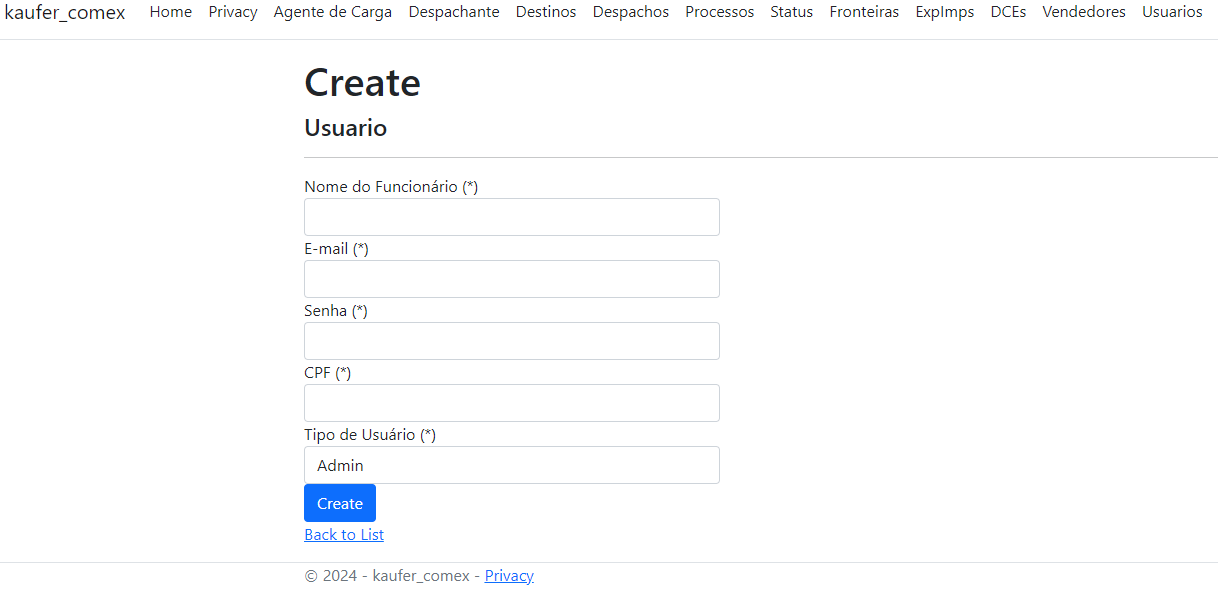 kaufer_comex Home Privacy Agente de Carga Despachante Destinos Despachos Processos Status Fronteiras ExpImps DCEs Vendedores Usuarios
Create
Usuario
Nome do Funcionário (*)
E-mail (*)
Senha (*)
CPF (*)
Tipo de Usuário (*)
Admin
Create
Back to List
© 2024 - kaufer_comex - Privacy